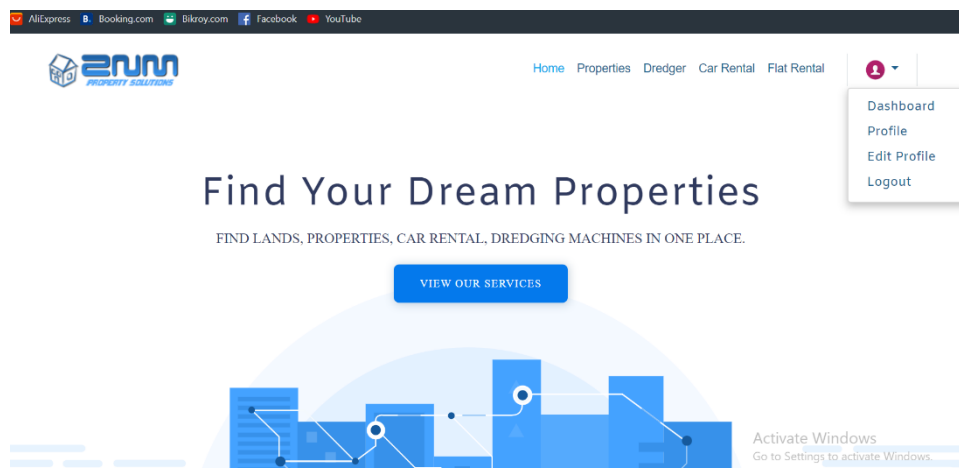 AliExpress B. Booking.com Bikroy.com Facebook YouTube
ZNM
PROPERTY SOLUTIONS
Home Properties Dredger Car Rental Flat Rental
Dashboard
Profile
Edit Profile
Logout
Find Your Dream Properties
FIND LANDS, PROPERTIES, CAR RENTAL, DREDGING MACHINES IN ONE PLACE.
VIEW OUR SERVICES
Activate Windows
Go to Settings to activate Windows.